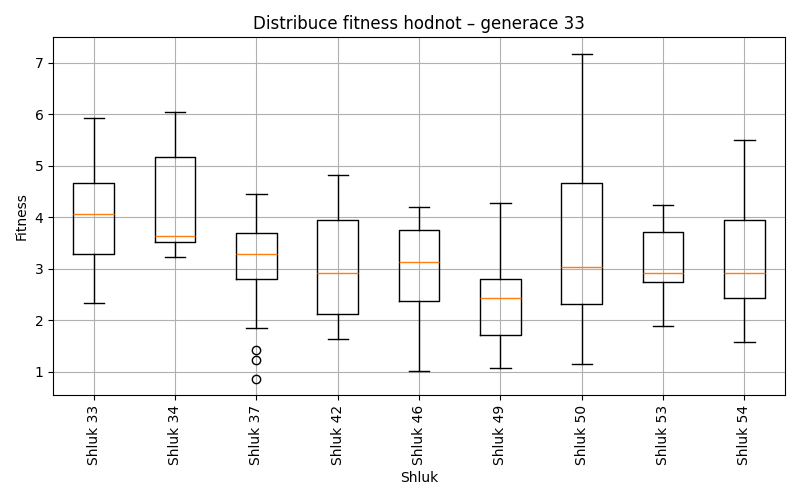 Distribuce fitness hodnot – generace 33
Fitness
7
6
5
4
3
2
1
Shluk 33
Shluk 34
Shluk 37
Shluk 42
Shluk 46
Shluk 49
Shluk 50
Shluk 53
Shluk 54
Shluk